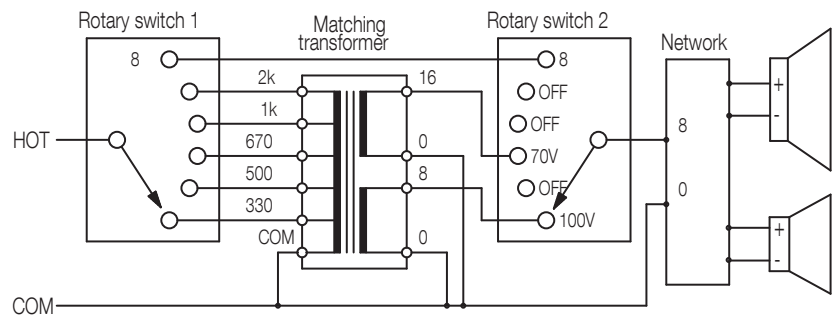 Rotary switch 1
Matching
transformer
Rotary switch 2
Network
8
2k
1k
670
500
330
COM
HOT
COM
16
0
8
0
8
OFF
OFF
70V
OFF
100V
8
0
+
-
+
-